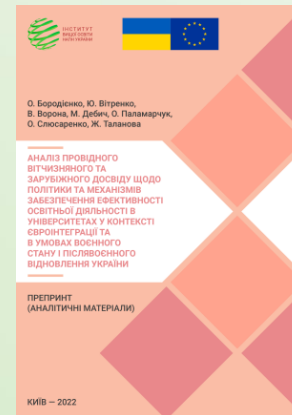 ІНСТИТУТ
ВИЩОЇ ОСВІТИ
НАПН УКРАЇНИ
О. Бородієнко, Ю. Вітренко,
В. Ворона, М. Дебич, О. Паламарчук,
О. Слюсаренко, Ж. Таланова
АНАЛІЗ ПРОВІДНОГО
ВІТЧИЗНЯНОГО ТА
ЗАРУБІЖНОГО ДОСВІДУ ЩОДО
ПОЛІТИКИ ТА МЕХАНІЗМІВ
ЗАБЕЗПЕЧЕННЯ ЕФЕКТИВНОСТІ
ОСВІТНЬОЇ ДІЯЛЬНОСТІ В
УНІВЕРСИТЕТАХ У КОНТЕКСТІ
ЄВРОІНТЕГРАЦІЇ ТА
В УМОВАХ ВОЄННОГО
СТАНУ І ПІСЛЯВОЄННОГО
ВІДНОВЛЕННЯ УКРАЇНИ
ПРЕПРИНТ
(АНАЛІТИЧНІ МАТЕРІАЛИ)
КИЇВ — 2022